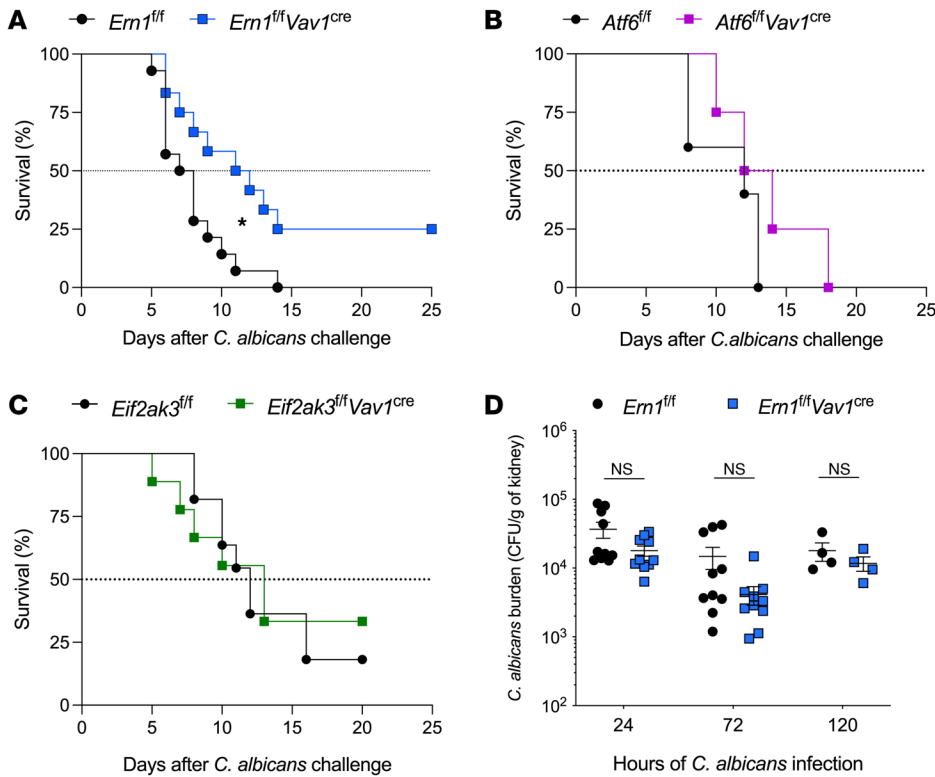 A
Ern1f/f
Ern1f/fVav1cre
Survival (%)
100
75
50
25
0
*
0 5 10 15 20 25
Days after C. albicans challenge
B
Atf6f/f
Atf6f/fVav1cre
Survival (%)
100
75
50
25
0
0 5 10 15 20 25
Days after C.albicans challenge
C
Eif2ak3f/f
Eif2ak3f/fVav1cre
Survival (%)
100
75
50
25
0
0 5 10 15 20 25
Days after C. albicans challenge
D
Ern1f/f
Ern1f/fVav1cre
C. albicans burden (CFU/g of kidney)
10⁶
10⁵
10⁴
10³
10²
NS NS NS
24 72 120
Hours of C. albicans infection